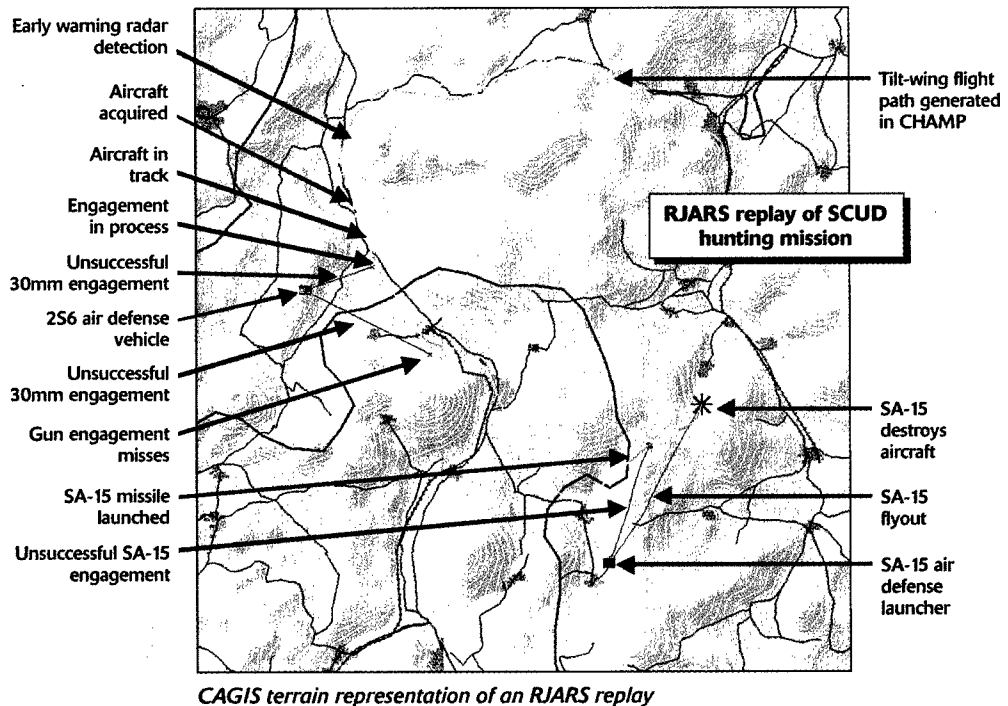 Early warning radar
detection
Aircraft
acquired
Aircraft in
track
Engagement
in process
Unsuccessful
30mm engagement
2S6 air defense
vehicle
Unsuccessful
30mm engagement
Gun engagement
misses
SA-15 missile
launched
Unsuccessful SA-15
engagement
Tilt-wing flight
path generated
in CHAMP
RJARS replay of SCUD
hunting mission
SA-15
destroys
aircraft
SA-15
flyout
SA-15 air
defense
launcher
CAGIS terrain representation of an RJARS replay